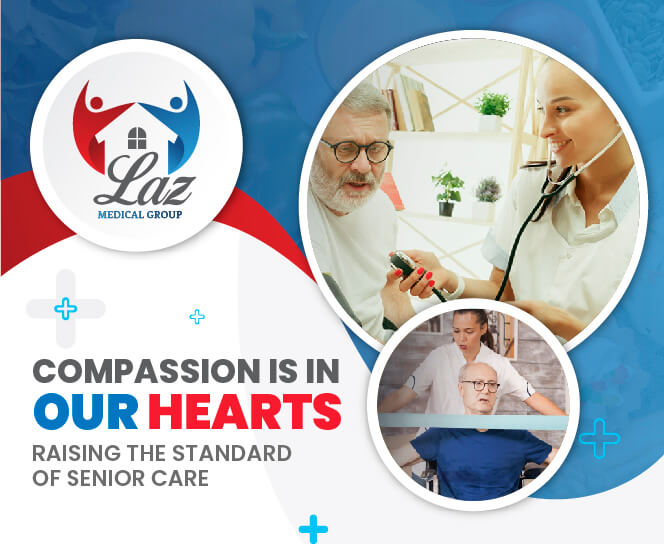 Laz
MEDICAL GROUP
COMPASSION IS IN
OUR HEARTS
RAISING THE STANDARD
OF SENIOR CARE